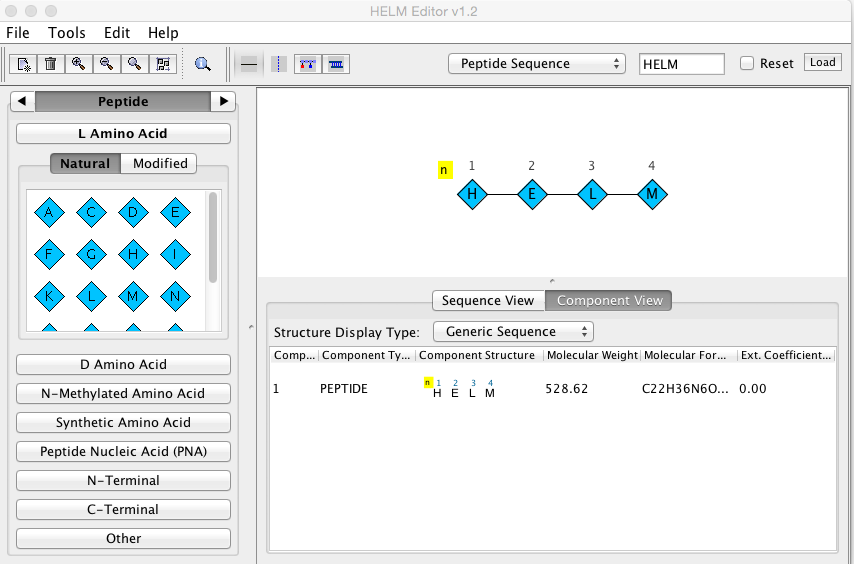 HELM Editor v1.2
File Tools Edit Help
Peptide Sequence HELM Reset Load
Peptide
L Amino Acid
Natural Modified
A C D E
F G H I
K L M N
D Amino Acid
N-Methylated Amino Acid
Synthetic Amino Acid
Peptide Nucleic Acid (PNA)
N-Terminal
C-Terminal
Other
n 1 2 3 4
H E L M
Sequence View Component View
Structure Display Type: Generic Sequence
Comp... Component Ty... Component Structure Molecular Weight Molecular For... Ext. Coefficient...
n 1 2 3 4
1 PEPTIDE H E L M 528.62 C22H36N6O... 0.00